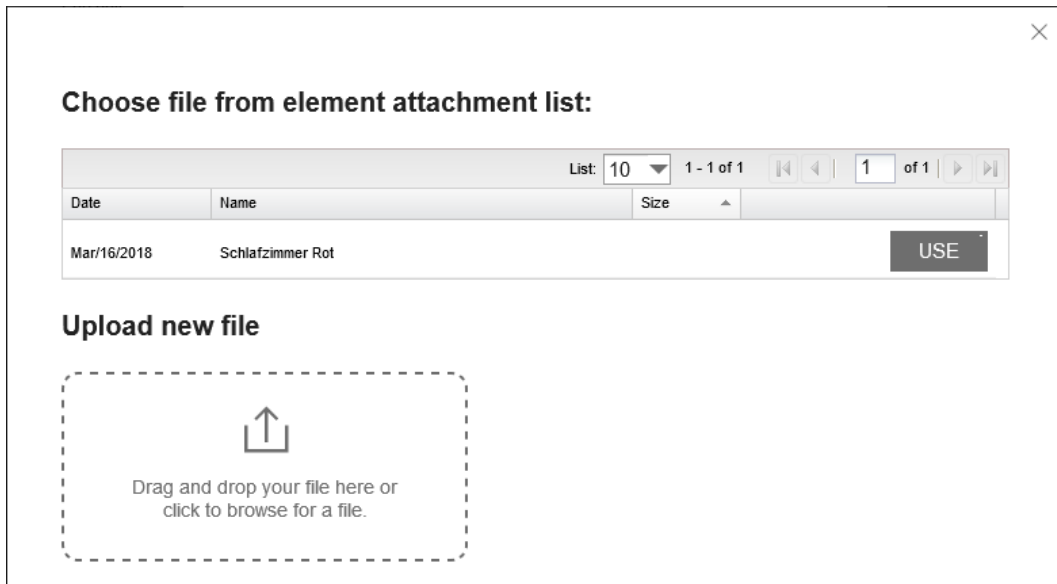 Choose file from element attachment list:
List: 10 1 - 1 of 1 1 of 1
Date Name Size
Mar/16/2018 Schlafzimmer Rot USE
Upload new file
Drag and drop your file here or
click to browse for a file.